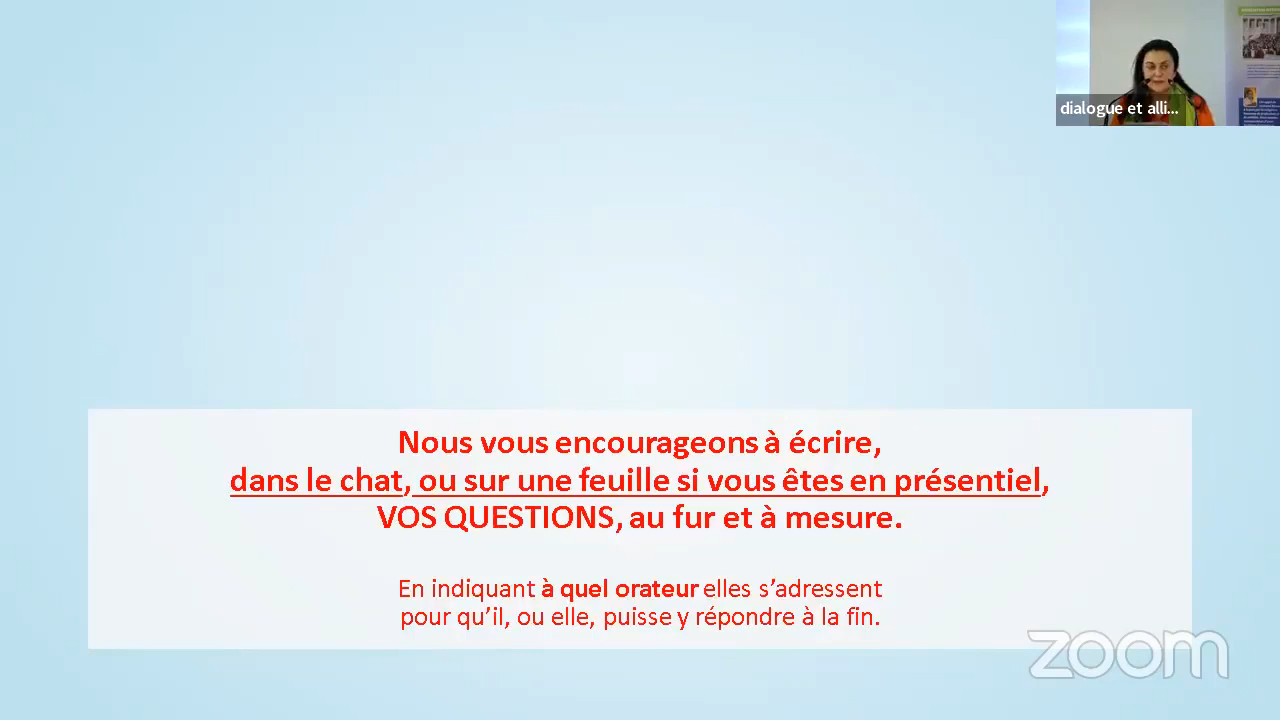 dialogue et alli...
Nous vous encourageons à écrire,
dans le chat, ou sur une feuille si vous êtes en présentiel,
VOS QUESTIONS, au fur et à mesure.
En indiquant à quel orateur elles s’adressent
pour qu’il, ou elle, puisse y répondre à la fin.
zoom